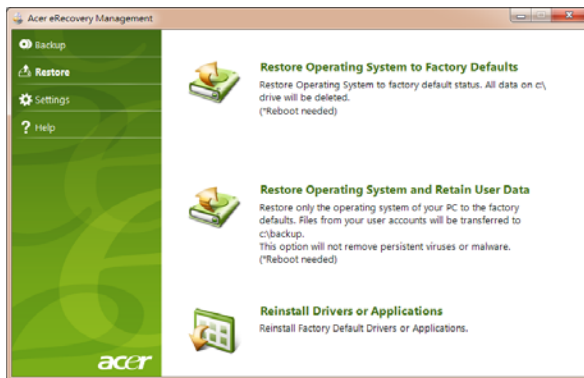 Acer eRecovery Management
Backup
Restore
Settings
? Help
Restore Operating System to Factory Defaults
Restore Operating System to factory default status. All data on c:\
drive will be deleted.
(*Reboot needed)
Restore Operating System and Retain User Data
Restore only the operating system of your PC to the factory
defaults. Files from your user accounts will be transferred to
c:\backup.
This option will not remove persistent viruses or malware.
(*Reboot needed)
Reinstall Drivers or Applications
Reinstall Factory Default Drivers or Applications.
acer